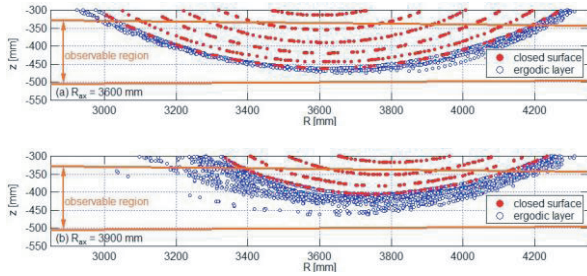 -300
-350
-400
-450
-500
-550
z [mm]
observable region
closed surface
ergodic layer
(a) Rax = 3600 mm
3000 3200 3400 3600 3800 4000 4200
R [mm]
-300
-350
-400
-450
-500
-550
z [mm]
observable region
closed surface
ergodic layer
(b) Rax = 3900 mm
3000 3200 3400 3600 3800 4000 4200
R [mm]